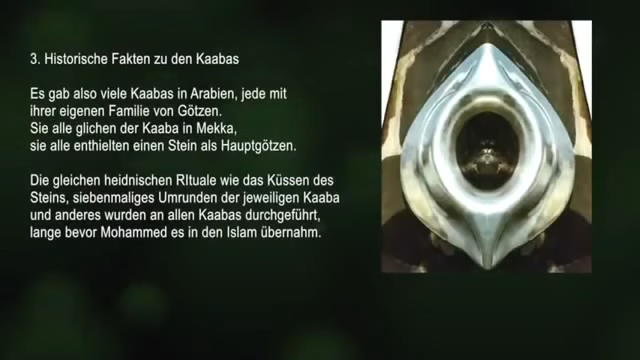 3. Historische Fakten zu den Kaabas
Es gab also viele Kaabas in Arabien, jede mit
ihrer eigenen Familie von Götzen.
Sie alle glichen der Kaaba in Mekka,
sie alle enthielten einen Stein als Hauptgötzen.
Die gleichen heidnischen RItuale wie das Küssen des
Steins, siebenmaliges Umrunden der jeweiligen Kaaba
und anderes wurden an allen Kaabas durchgeführt,
lange bevor Mohammed es in den Islam übernahm.